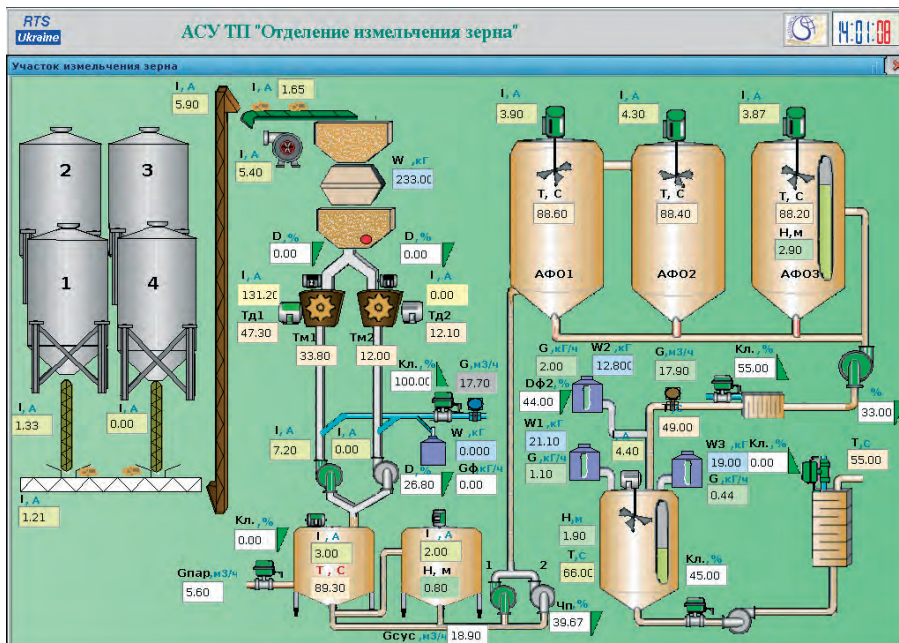 RTS
Ukraine
АСУ ТП "Отделение измельчения зерна"
14:01:08
Участок измельчения зерна
I, А
5.90
I, А 1.65
I, А
5.40
W ,кГ
233.00
I, А
3.90
I, А
4.30
I, А
3.87
2
3
1
4
T, C
88.60
T, C
88.40
T, C
88.20
H,м
2.90
АФО1
АФО2
АФО3
D,%
0.00
D,%
0.00
I, А
131.20
I, А
0.00
Тд1
47.30
Тд2
12.10
Тм1
33.80
Тм2
12.00
Кл.,%
100.00
G,м3/ч
17.70
G,кГ/ч
2.00
W2,кГ
12.800
G,м3/ч
17.90
Кл.,%
55.00
Dф2,%
44.00
%
33.00
49.00
I, А
1.33
I, А
0.00
I, А
1.21
I, А
7.20
I, А
0.00
W ,кГ
0.000
D,%
26.80
Gф,кГ/ч
0.00
W1,кГ
21.10
G,кГ/ч
1.10
4.40
W3,кГ
19.00
Кл.,%
0.00
G,кГ/ч
0.44
T,C
55.00
Кл.,%
0.00
I, А
3.00
T, C
89.30
I, А
2.00
H, м
0.80
Gпар,м3/ч
5.60
H,м
1.90
T,C
66.00
Кл.,%
45.00
1
2
Чп,%
39.67
Gсус,м3/ч 18.90